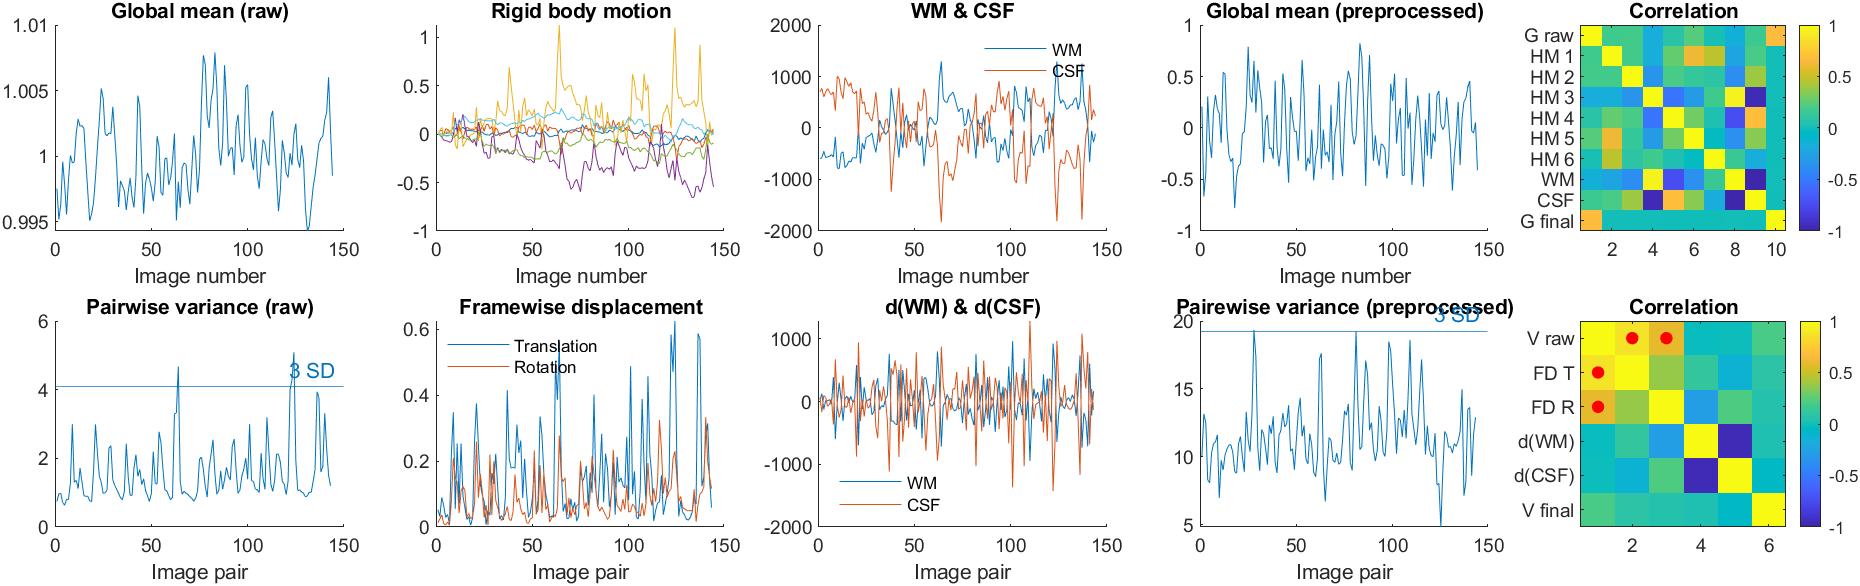 Global mean (raw)
1.01
1.005
1
0.995
0 50 100 150
Image number
Rigid body motion
1
0.5
0
-0.5
-1
0 50 100 150
Image number
WM & CSF
2000
1000
0
-1000
-2000
WM
CSF
0 50 100 150
Image number
Global mean (preprocessed)
1
0.5
0
-0.5
-1
0 50 100 150
Image number
Correlation
G raw
HM 1
HM 2
HM 3
HM 4
HM 5
HM 6
WM
CSF
G final
2 4 6 8 10
1
0.5
0
-0.5
-1
Pairwise variance (raw)
6
4
2
0
3 SD
0 50 100 150
Image pair
Framewise displacement
0.6
0.4
0.2
0
Translation
Rotation
0 50 100 150
Image pair
d(WM) & d(CSF)
1000
0
-1000
-2000
WM
CSF
0 50 100 150
Image pair
Pairewise variance (preprocessed)
3 SD
20
15
10
5
0 50 100 150
Image pair
Correlation
V raw
FD T
FD R
d(WM)
d(CSF)
V final
2 4 6
1
0.5
0
-0.5
-1